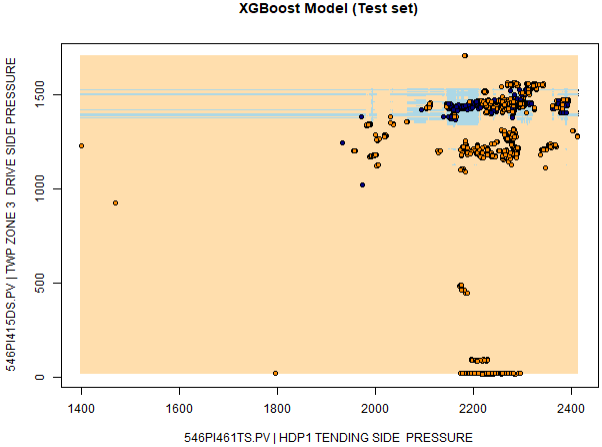 XGBoost Model (Test set)
546PI415DS.PV | TWP ZONE 3  DRIVE SIDE PRESSURE
1500
1000
500
0
1400 1600 1800 2000 2200 2400
546PI461TS.PV | HDP1 TENDING SIDE  PRESSURE